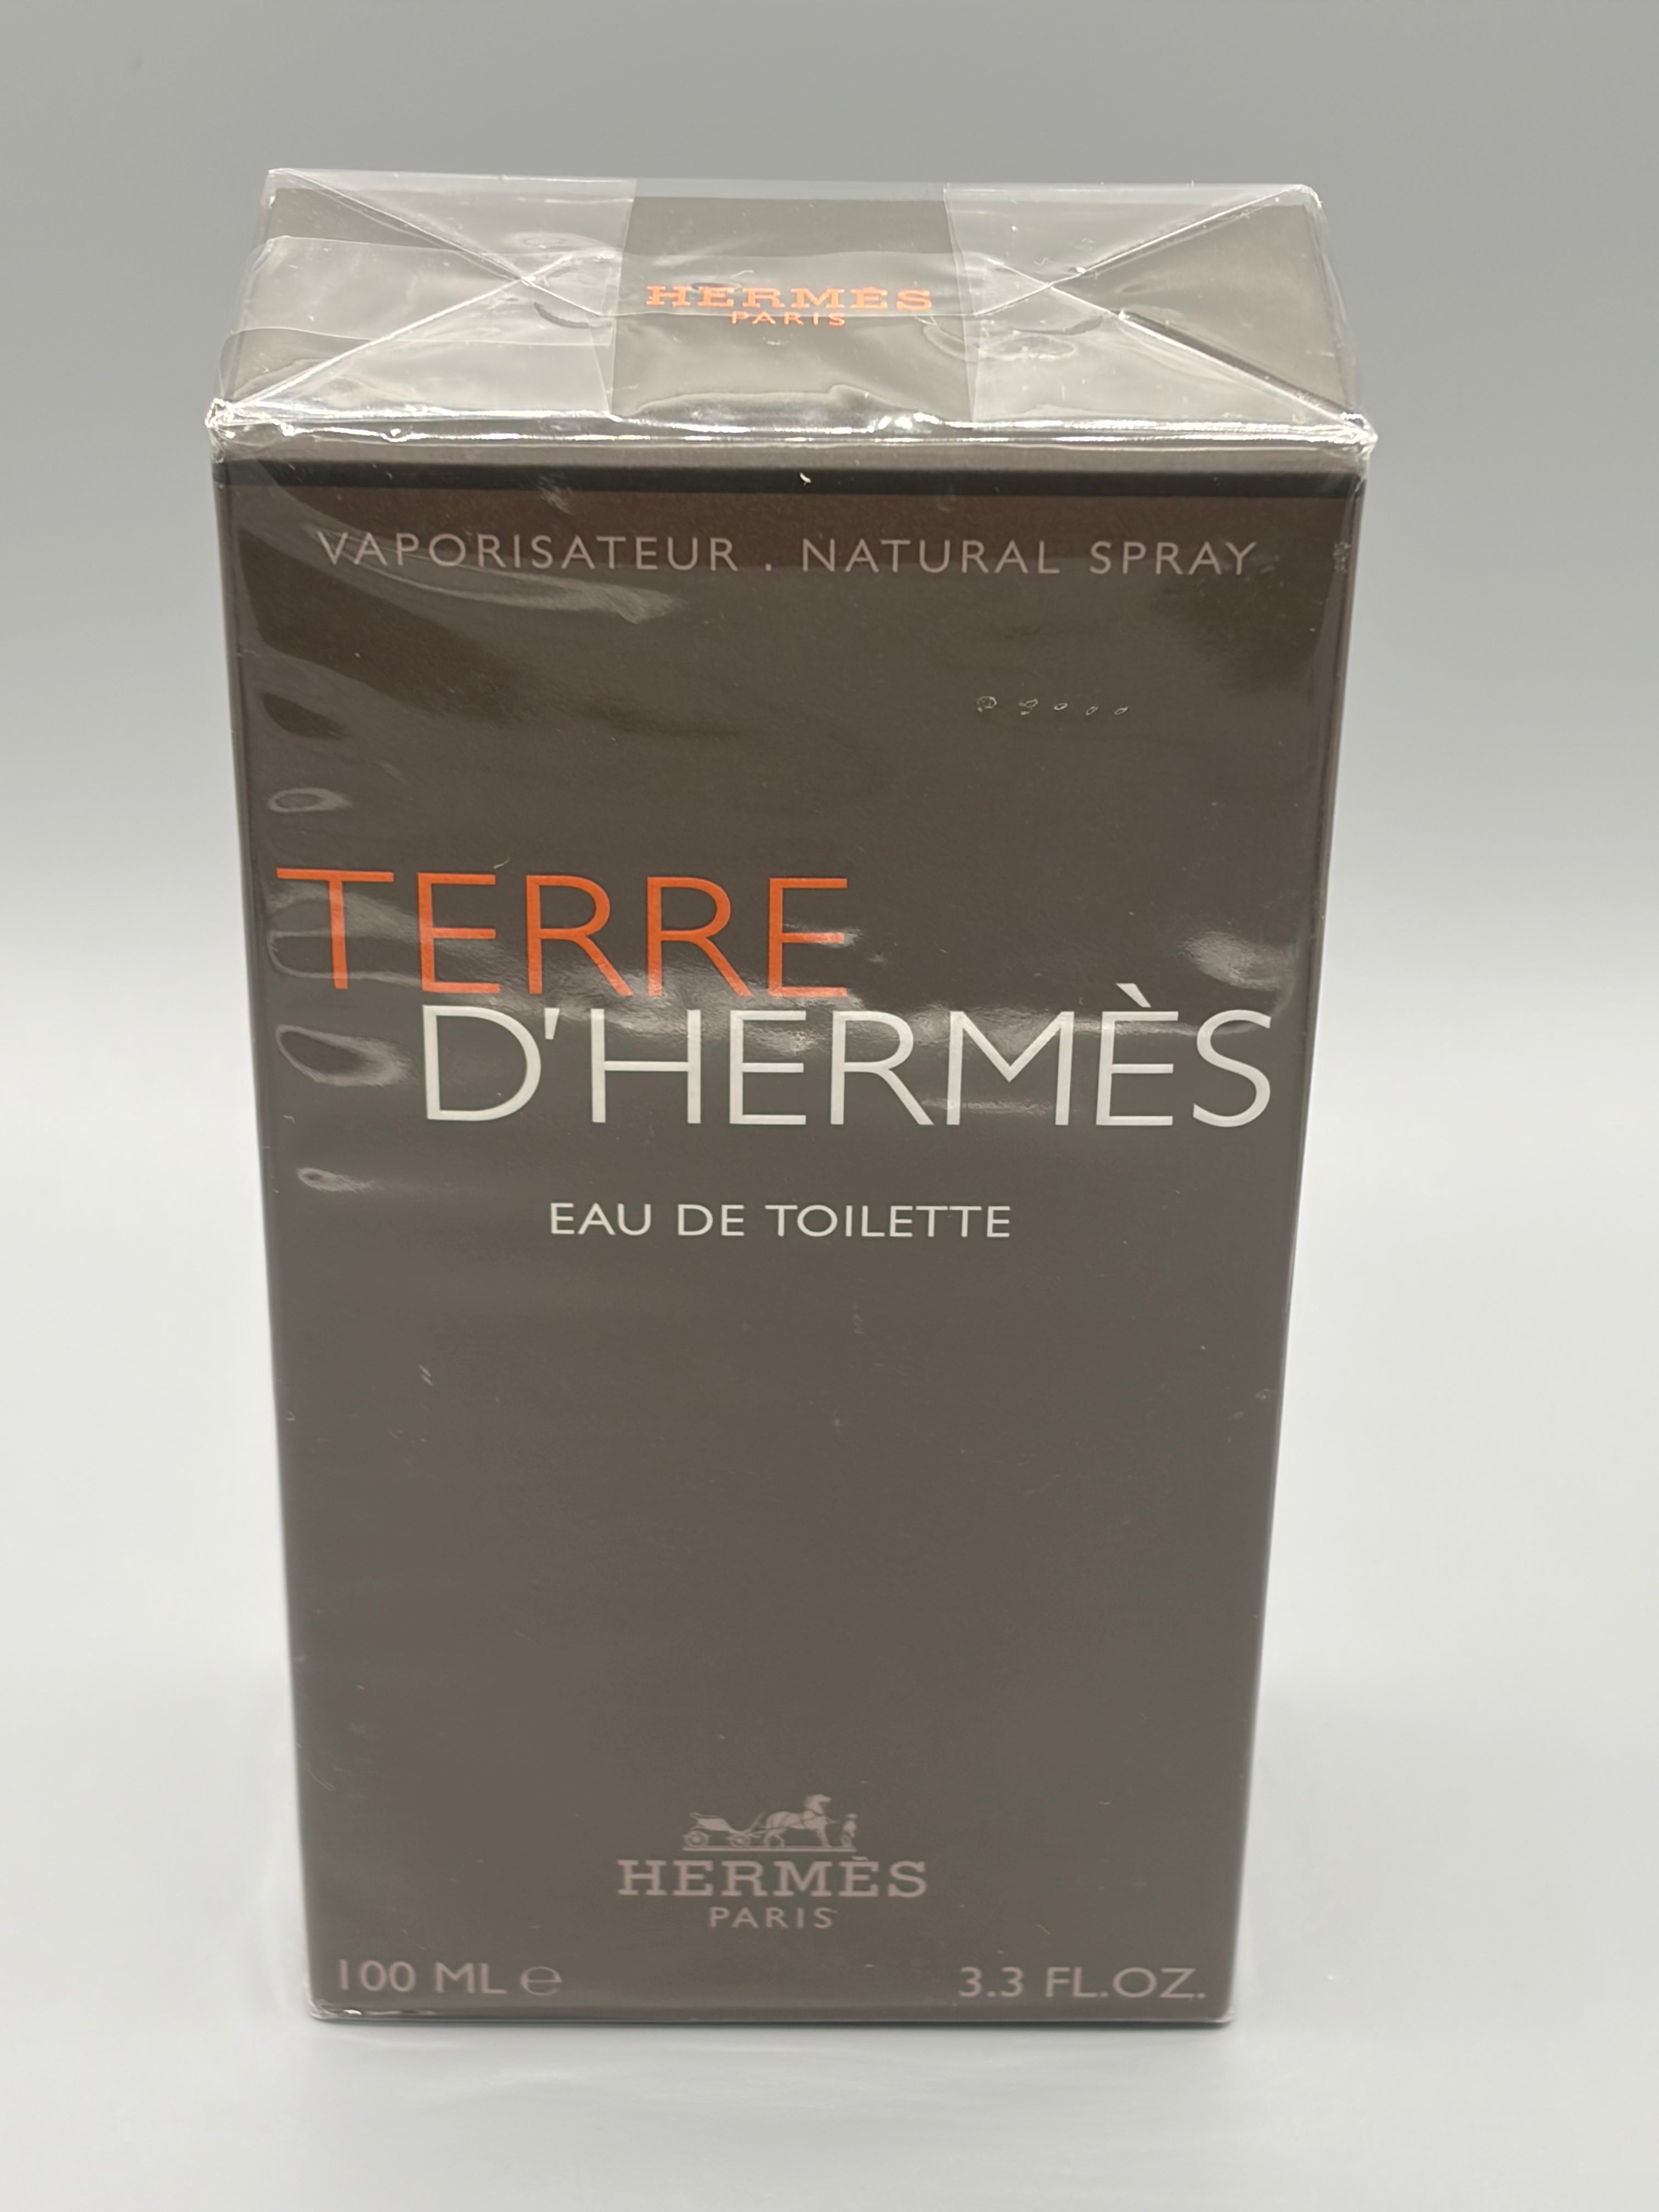 HERMÈS
PARIS
VAPORISATEUR . NATURAL SPRAY
TERRE
D'HERMÈS
EAU DE TOILETTE
HERMÈS
PARIS
100 ML ℮ 3.3 FL.OZ.